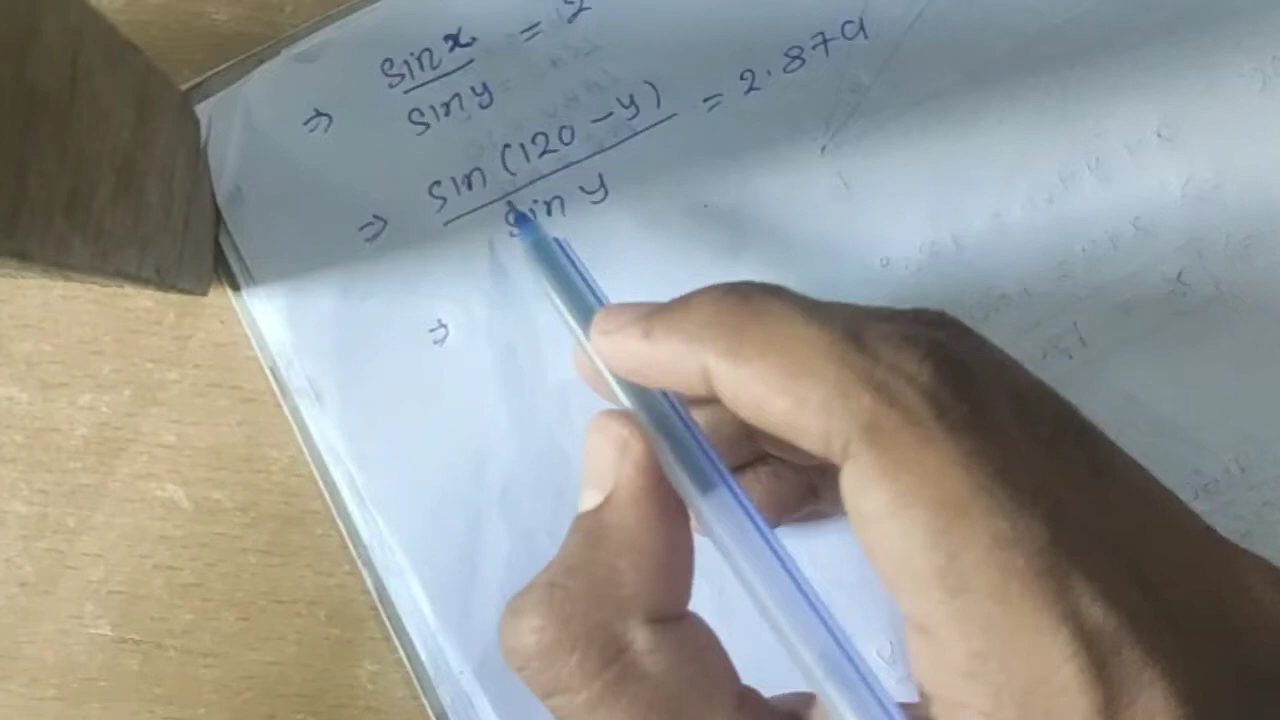 ⇒ sin x / sin y = 2
⇒ sin (120 - y) / sin y = 2.879
⇒